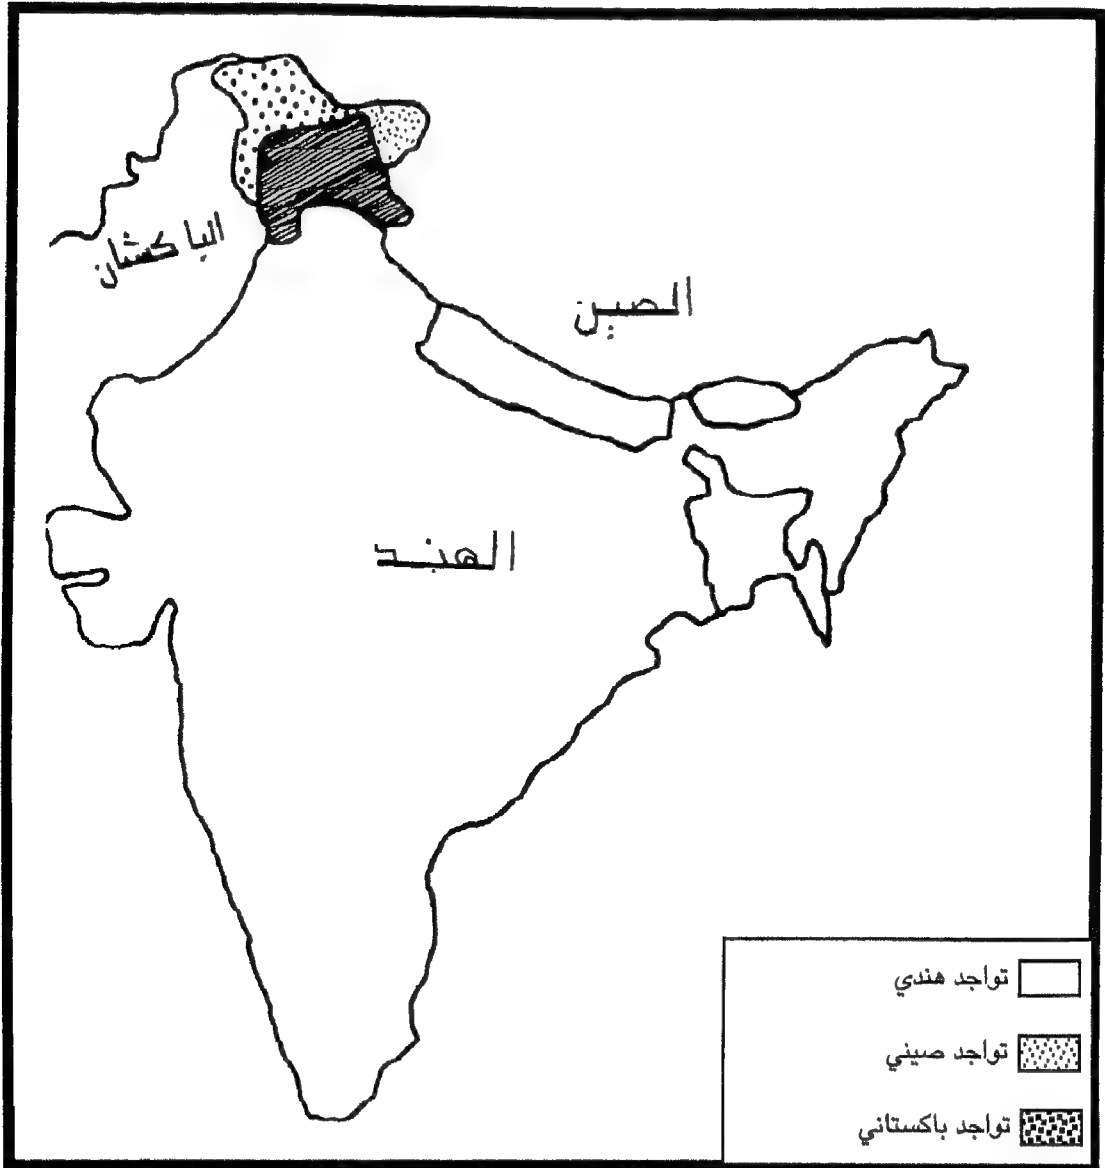 الباكستان
الصين
الهند
تواجد هندي
تواجد صيني
تواجد باكستاني